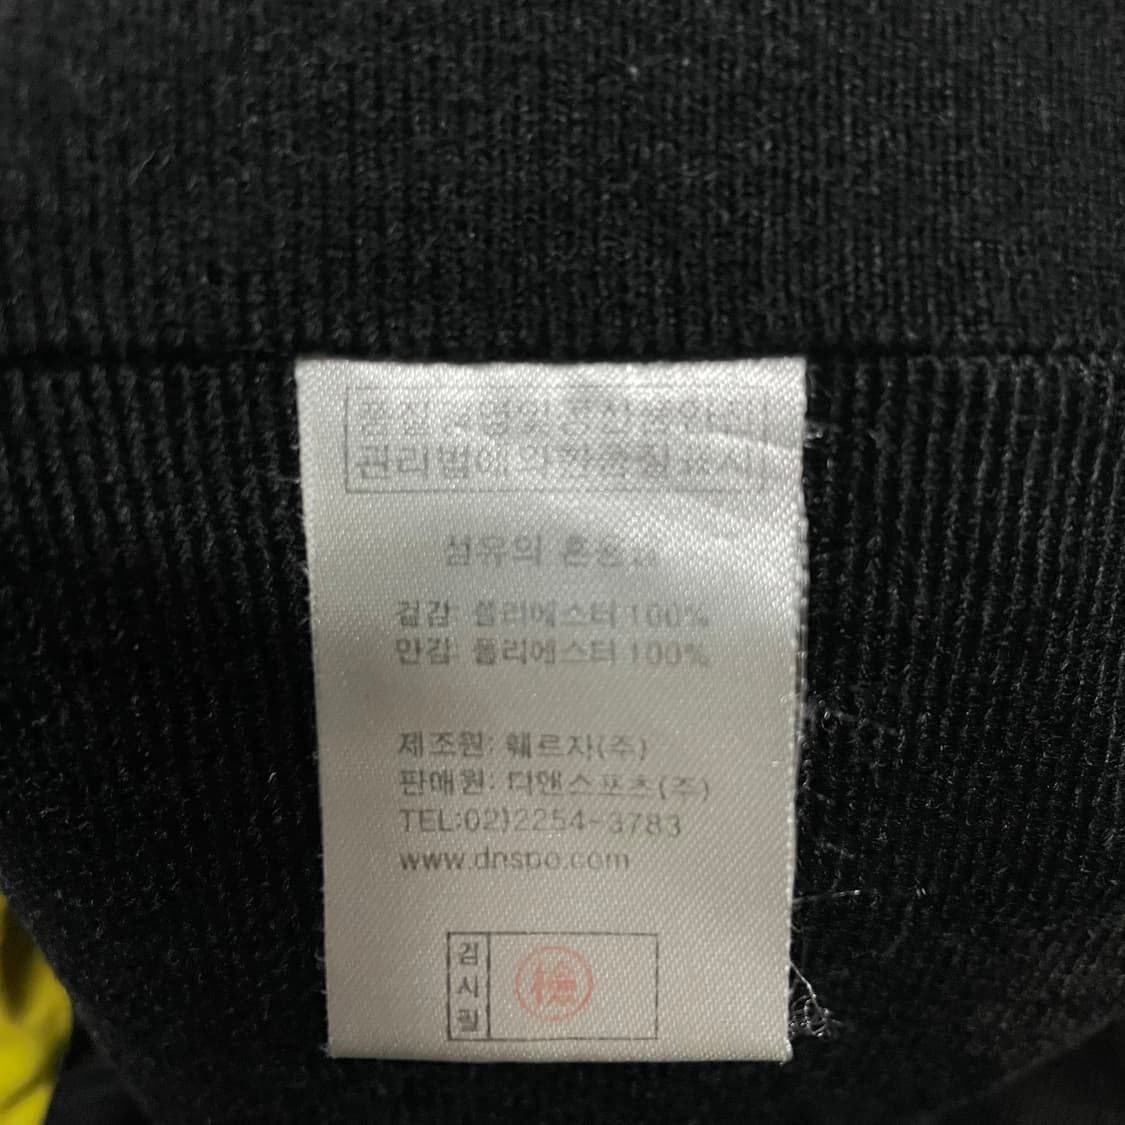 품질경영및공산품안전
관리법에의한품질표시
섬유의 혼용율
겉감: 폴리에스터 100%
안감: 폴리에스터 100%
제조원: 훼르자(주)
판매원: 디앤스포츠(주)
TEL:02)2254-3783
www.dnspo.com
검사필
檢